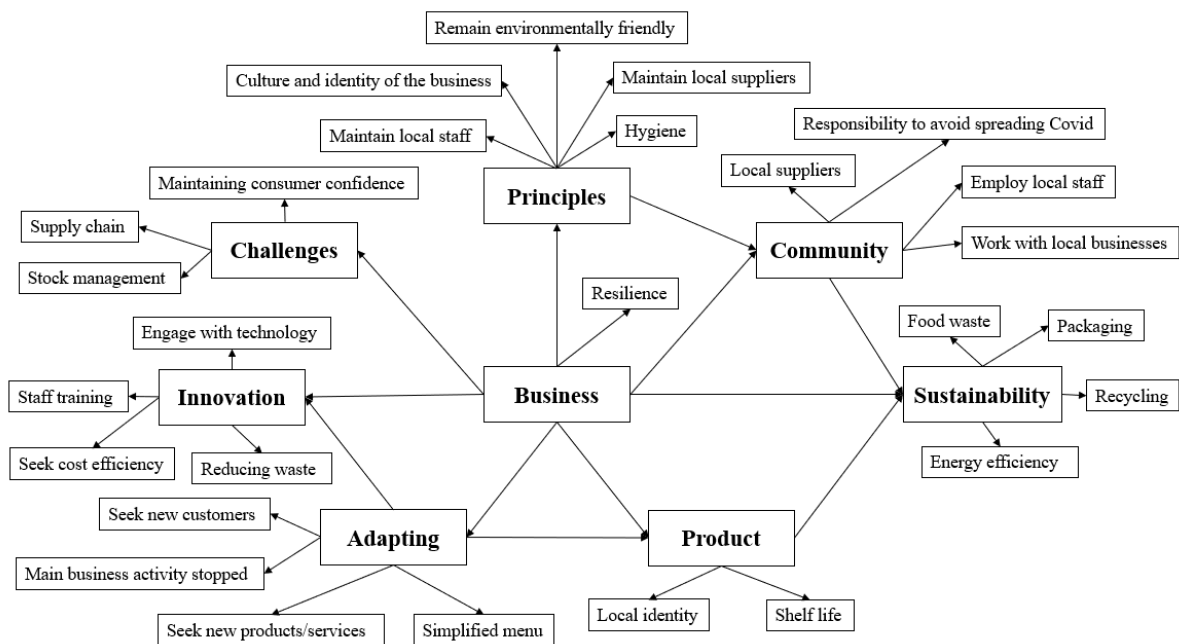 Remain environmentally friendly
Culture and identity of the business
Maintain local suppliers
Maintain local staff
Hygiene
Responsibility to avoid spreading Covid
Local suppliers
Maintaining consumer confidence
Principles
Employ local staff
Supply chain
Challenges
Community
Work with local businesses
Stock management
Resilience
Engage with technology
Food waste
Packaging
Staff training
Innovation
Business
Sustainability
Recycling
Seek cost efficiency
Reducing waste
Energy efficiency
Seek new customers
Adapting
Product
Main business activity stopped
Local identity
Shelf life
Seek new products/services
Simplified menu